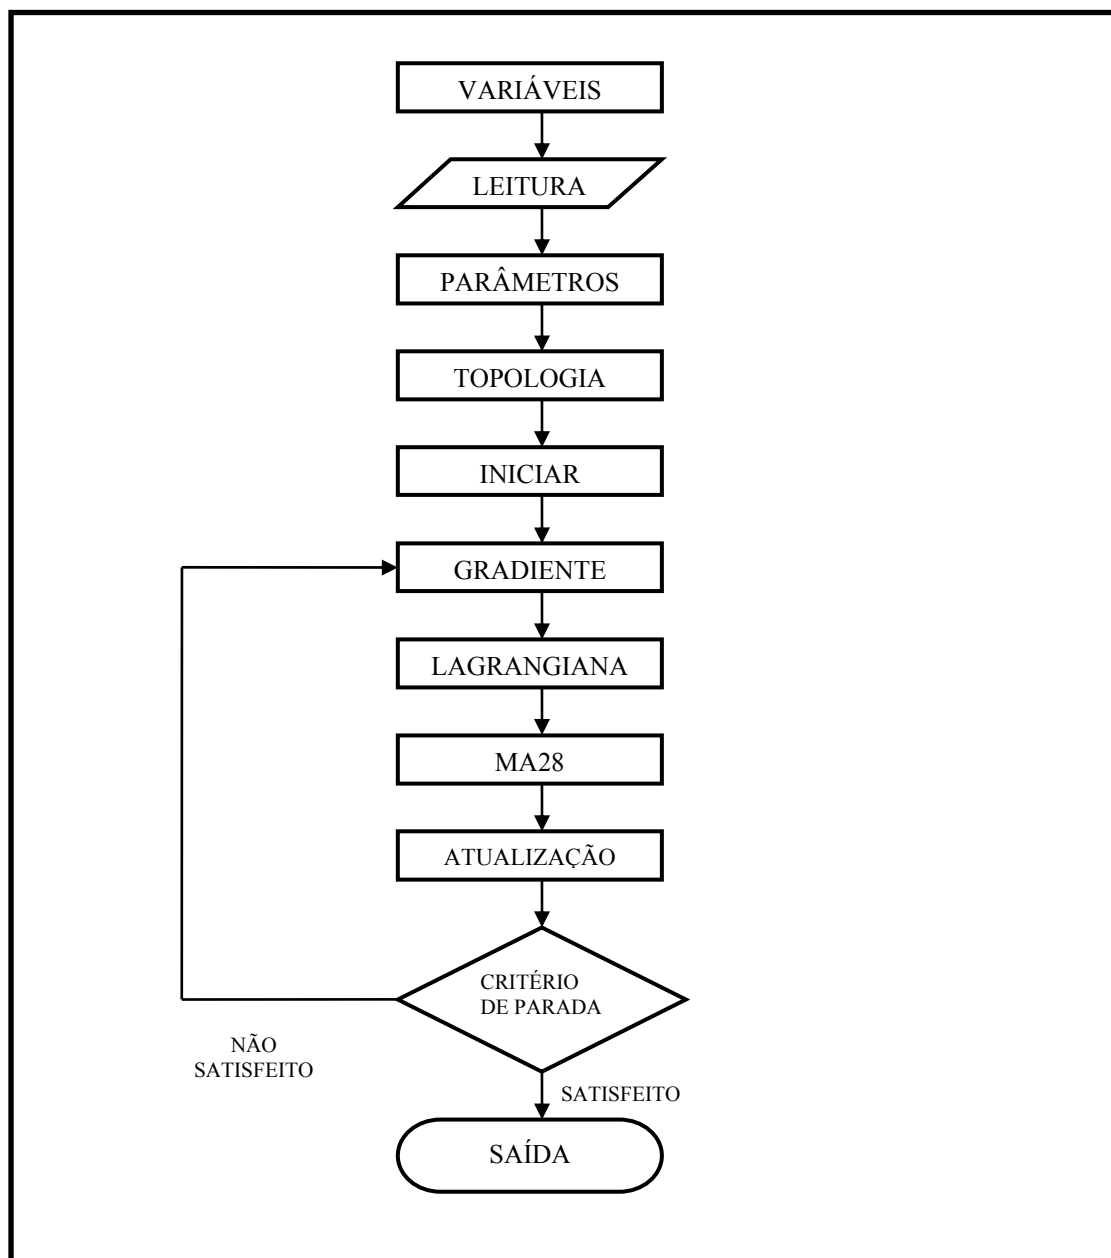 VARIÁVEIS
LEITURA
PARÂMETROS
TOPOLOGIA
INICIAR
GRADIENTE
LAGRANGIANA
MA28
ATUALIZAÇÃO
CRITÉRIO
DE PARADA
NÃO
SATISFEITO
SATISFEITO
SAÍDA